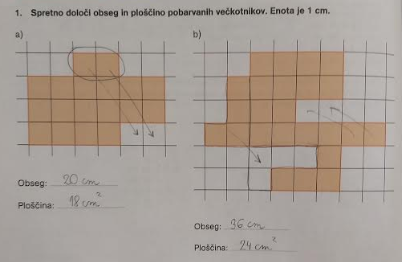 1. Spretno določi obseg in ploščino pobarvanih večkotnikov. Enota je 1 cm.
a)
b)
Obseg: 20 cm
Ploščina: 18 cm²
Obseg: 36 cm
Ploščina: 24 cm²